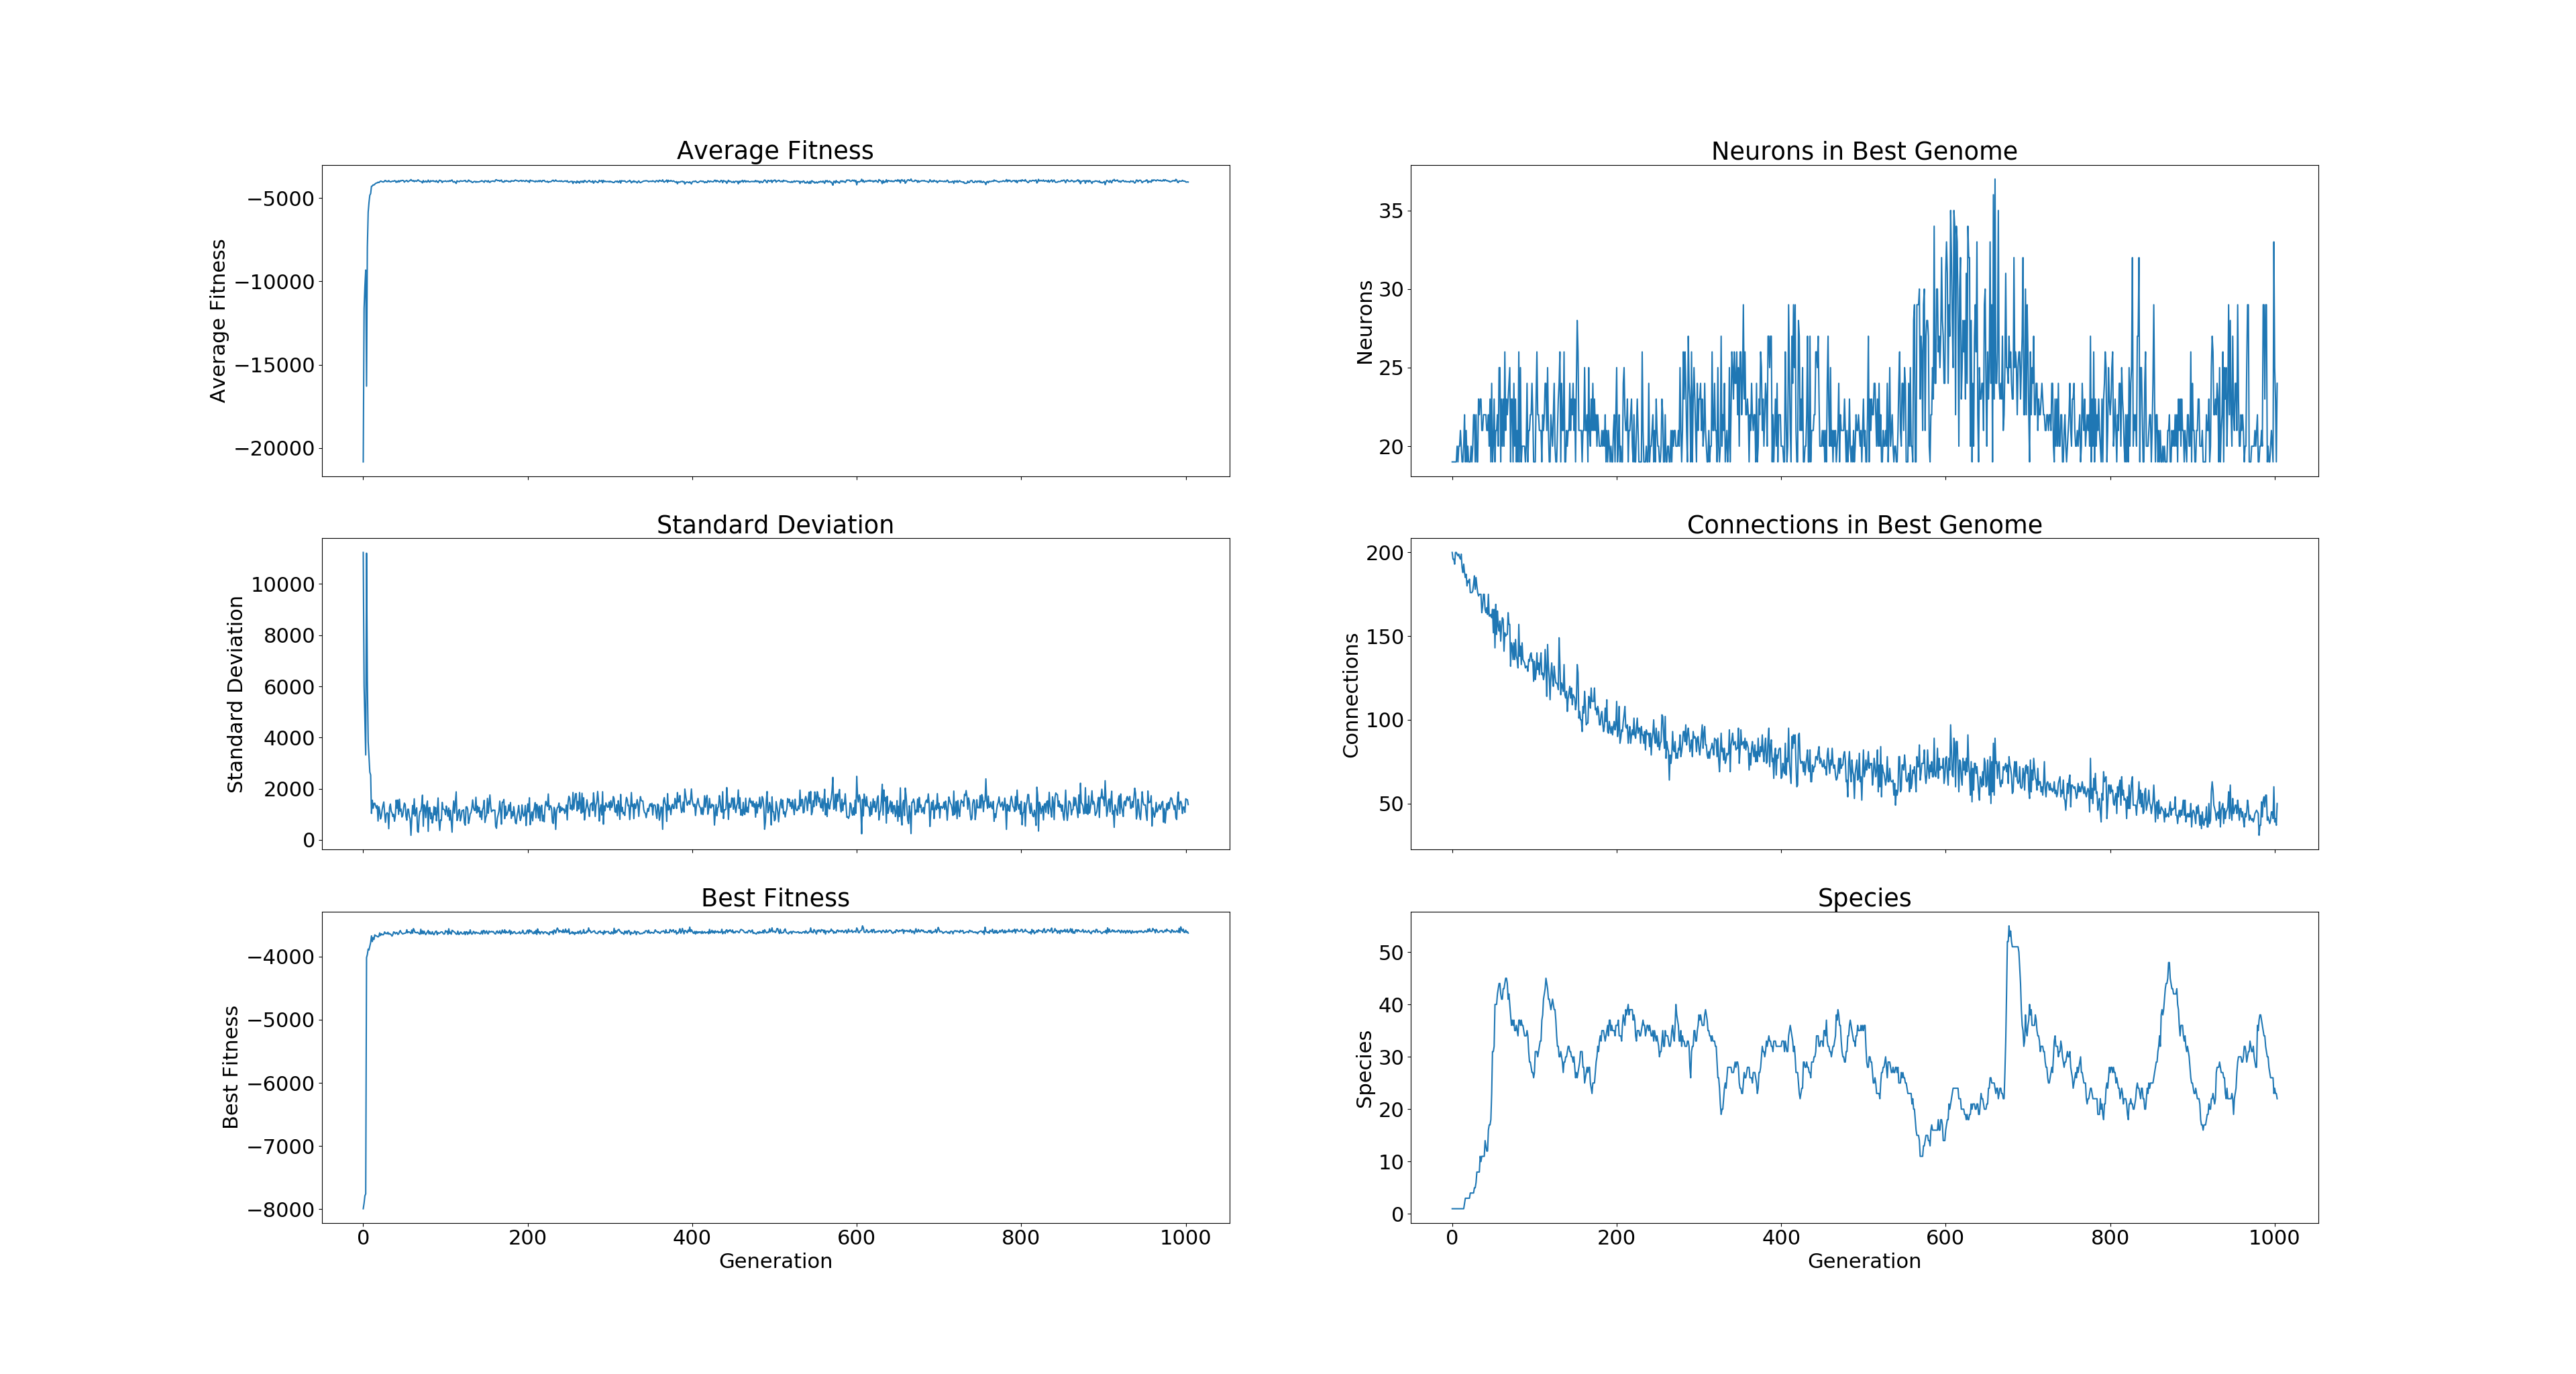 Average Fitness
Average Fitness
−5000
−10000
−15000
−20000
Standard Deviation
Standard Deviation
10000
8000
6000
4000
2000
0
Best Fitness
Best Fitness
−4000
−5000
−6000
−7000
−8000
0 200 400 600 800 1000
Generation
Neurons in Best Genome
Neurons
35
30
25
20
Connections in Best Genome
Connections
200
150
100
50
Species
Species
50
40
30
20
10
0
0 200 400 600 800 1000
Generation